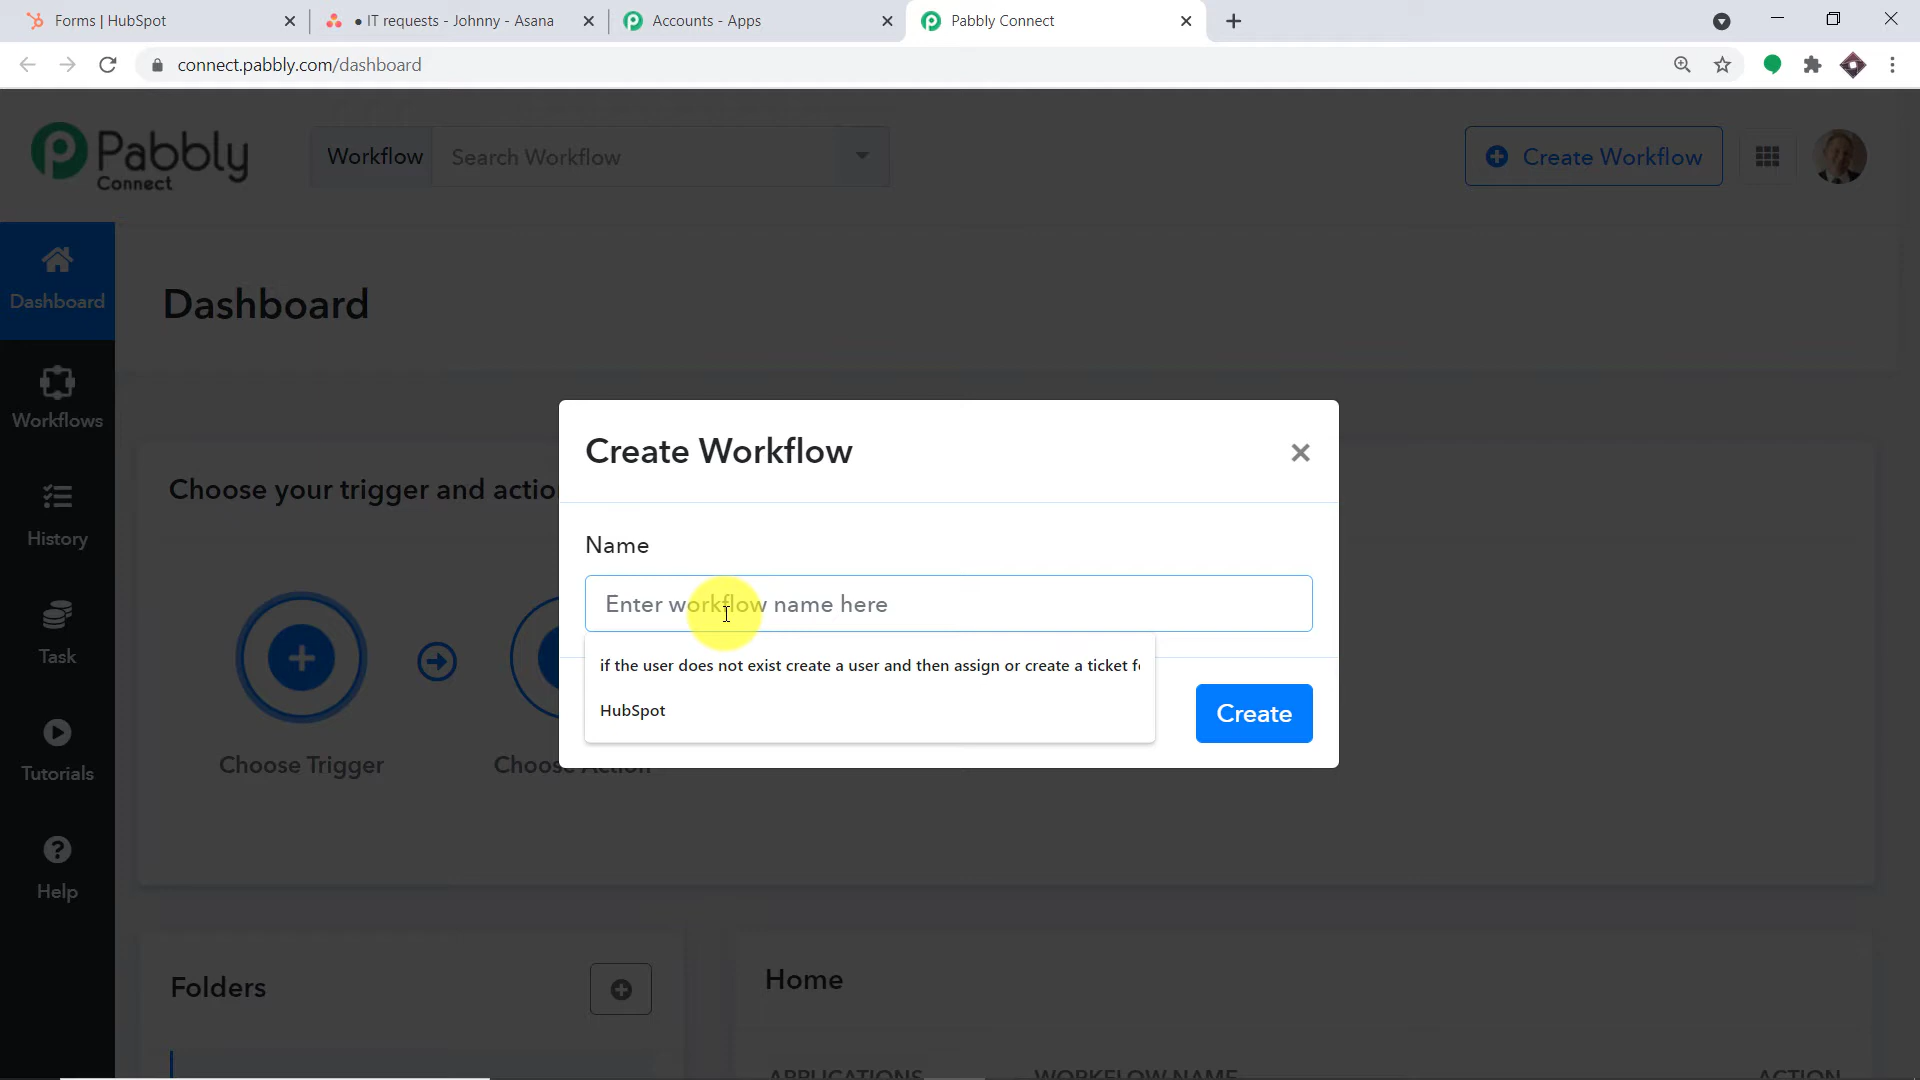 Forms | HubSpot
• IT requests - Johnny - Asana
Accounts - Apps
Pabbly Connect
connect.pabbly.com/dashboard
Pabbly
Connect
Workflow
Search Workflow
Create Workflow
Dashboard
Dashboard
Workflows
History
Task
Tutorials
Help
Choose your trigger and actio
Choose Trigger
Choose Action
Create Workflow
Name
Enter workflow name here
if the user does not exist create a user and then assign or create a ticket f
HubSpot
Create
Folders
Home
APPLICATIONS
WORKFLOW NAME
ACTION